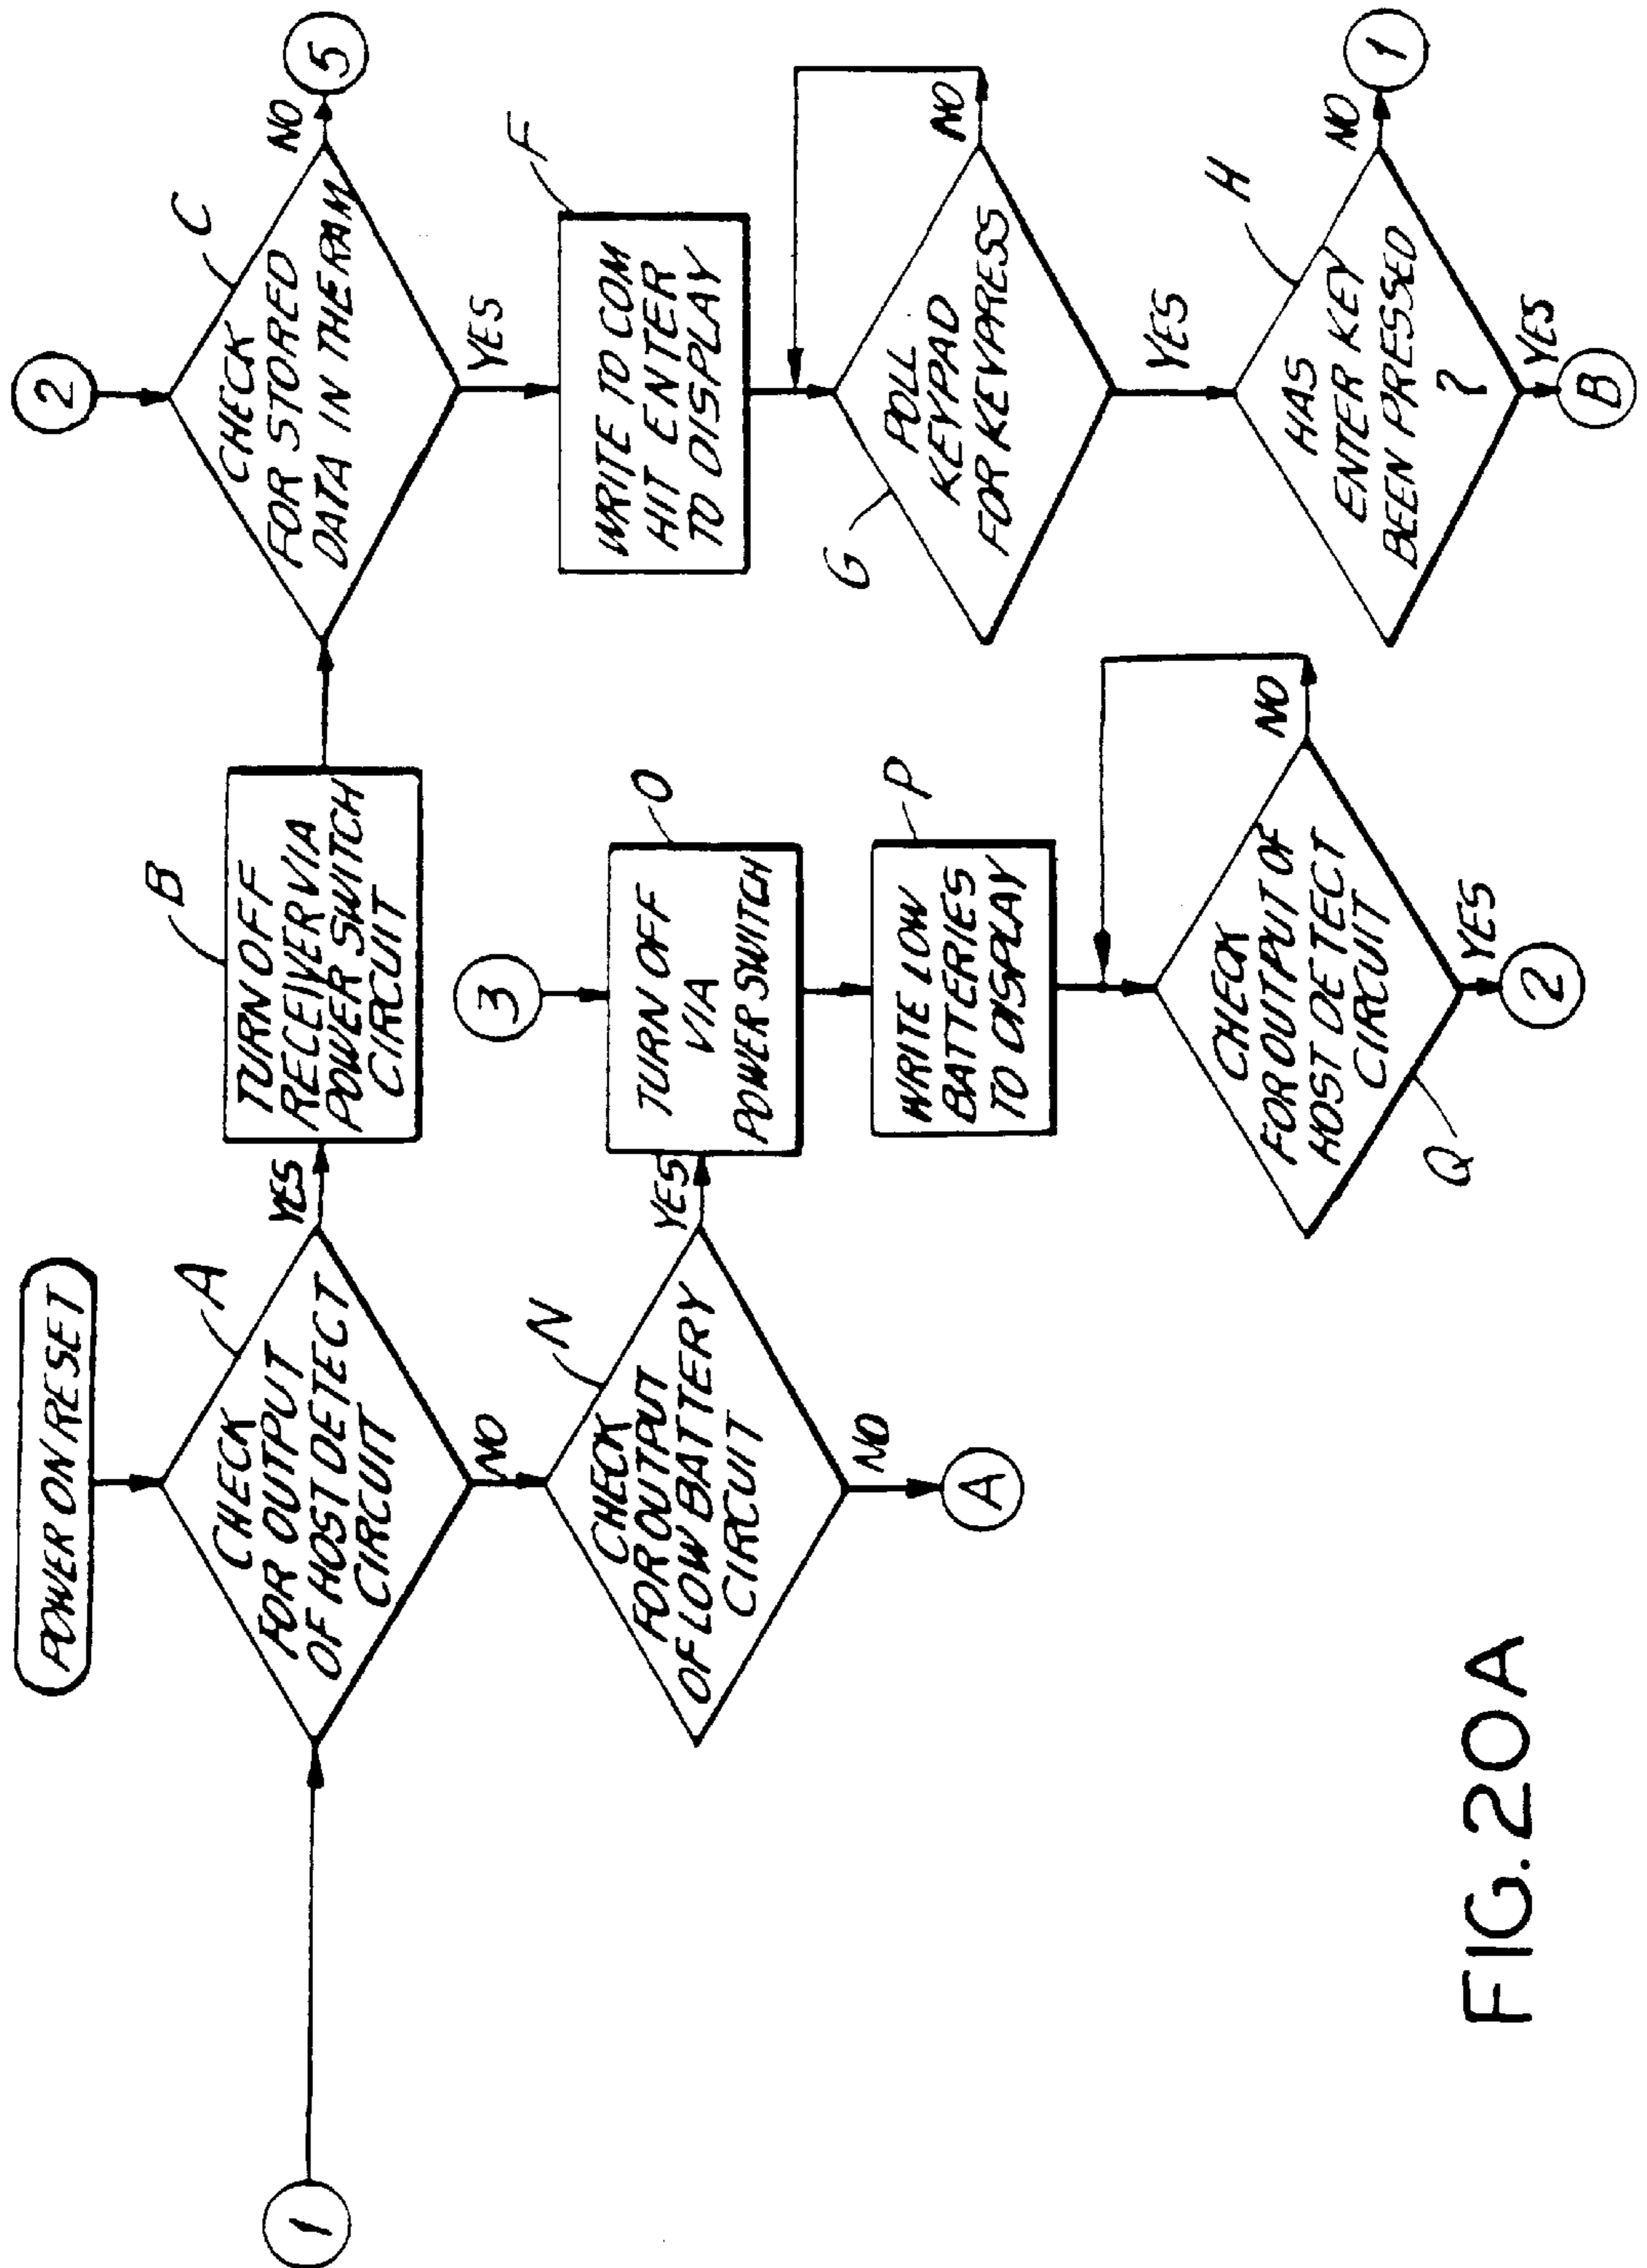 POWER ON RESET
1
A
CHECK
FOR OUTPUT
OF HOST DETECT
CIRCUIT
YES
NO
B
TURN OFF
RECEIVER VIA
POWER SWITCH
CIRCUIT
2
C
CHECK
FOR STORED
DATA IN THE RAM
NO
5
YES
F
WRITE TO COM
HIT ENTER
TO DISPLAY
G
POLL
KEYPAD
FOR KEYPRESS
NO
YES
H
HAS
ENTER KEY
BEEN PRESSED
?
NO
1
YES
B
N
CHECK
FOR OUTPUT
OF LOW BATTERY
CIRCUIT
YES
NO
A
3
O
TURN OFF
VIA
POWER SWITCH
P
WRITE LOW
BATTERIES
TO DISPLAY
Q
CHECK
FOR OUTPUT OF
HOST DETECT
CIRCUIT
NO
YES
2
FIG. 20A